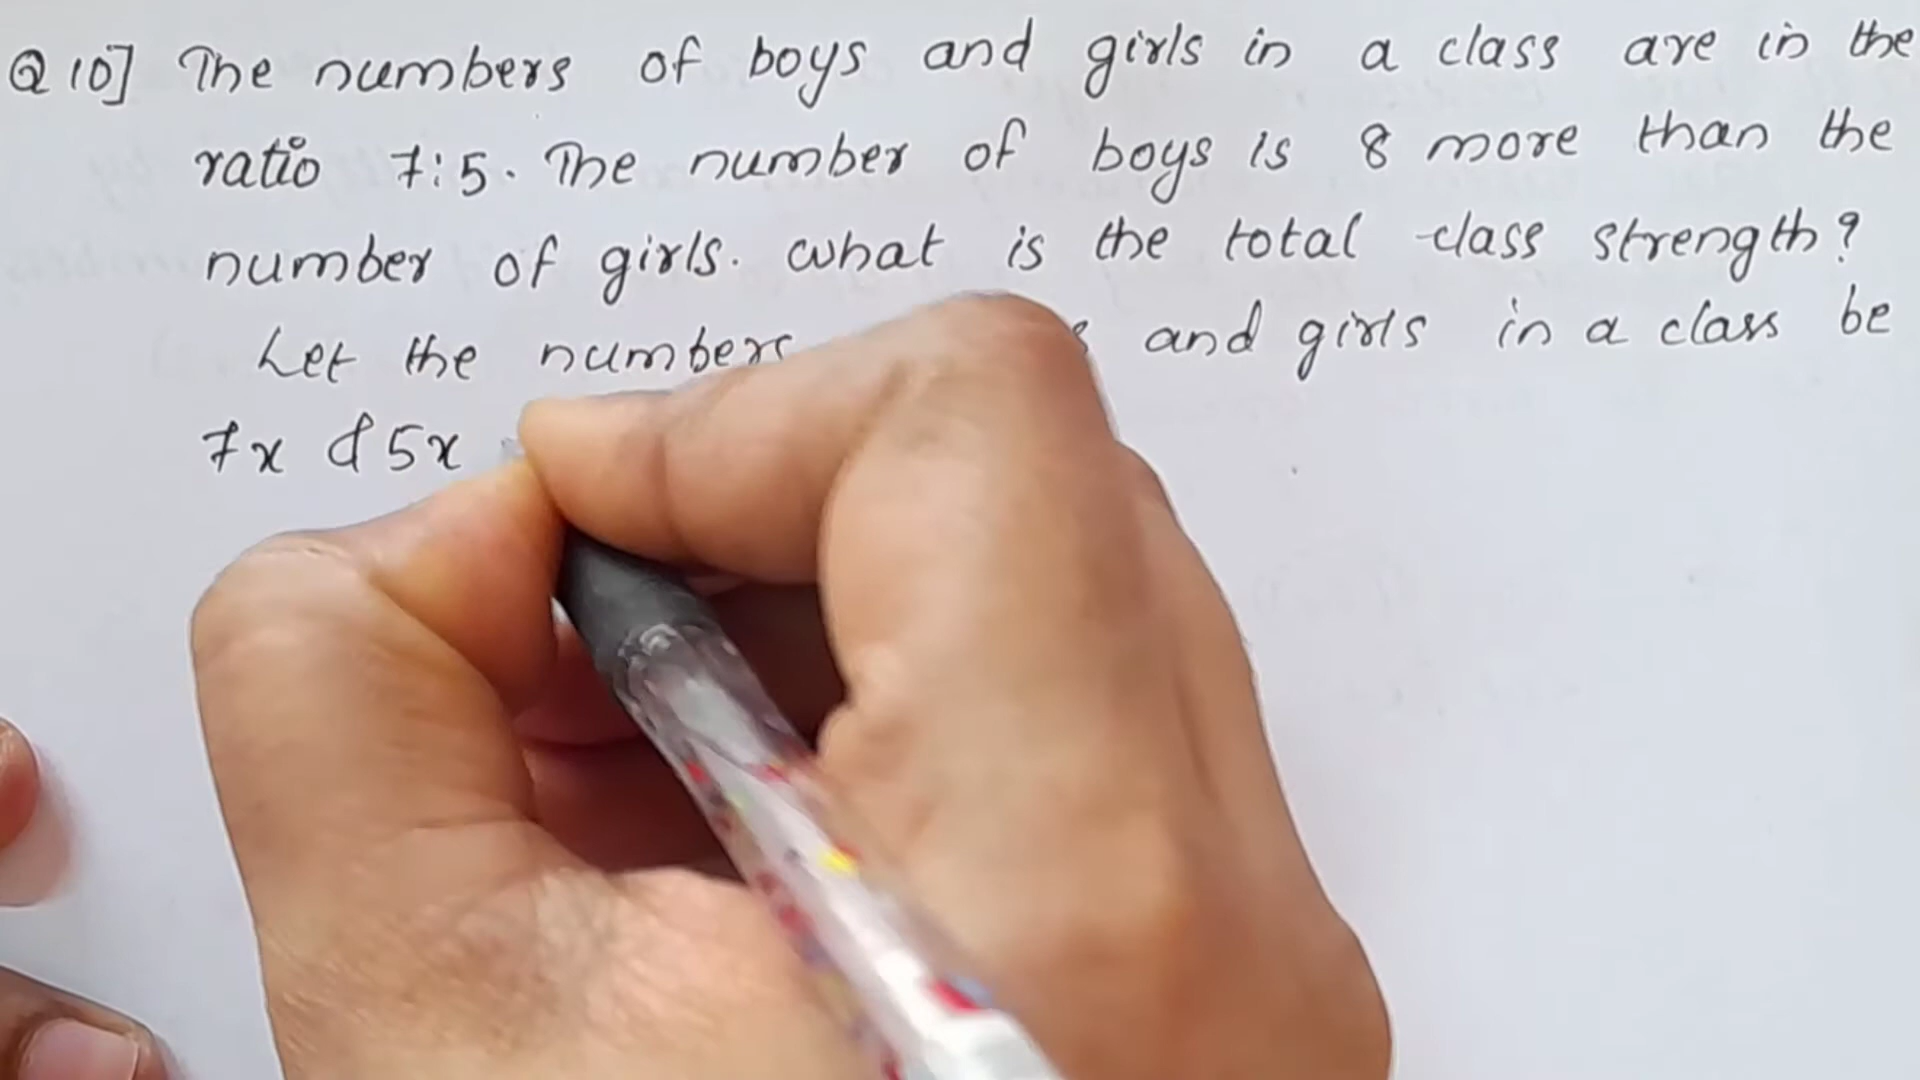 Q 10] The numbers of boys and girls in a class are in the
ratio 7:5. The number of boys is 8 more than the
number of girls. what is the total class strength?
Let the numbers and girls in a class be
7x & 5x